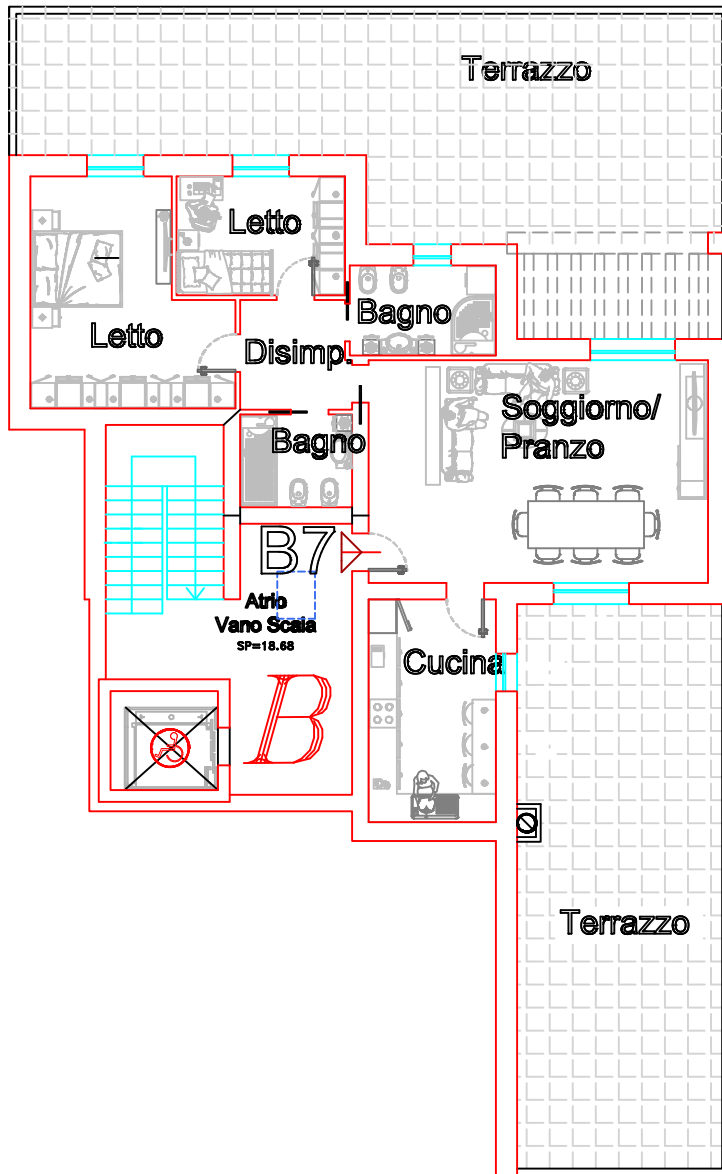 Terrazzo
Letto
Letto
Bagno
Disimp.
Soggiorno/
Pranzo
Bagno
B7
Atrio
Vano Scala
SP=18.68
Cucina
B
Terrazzo